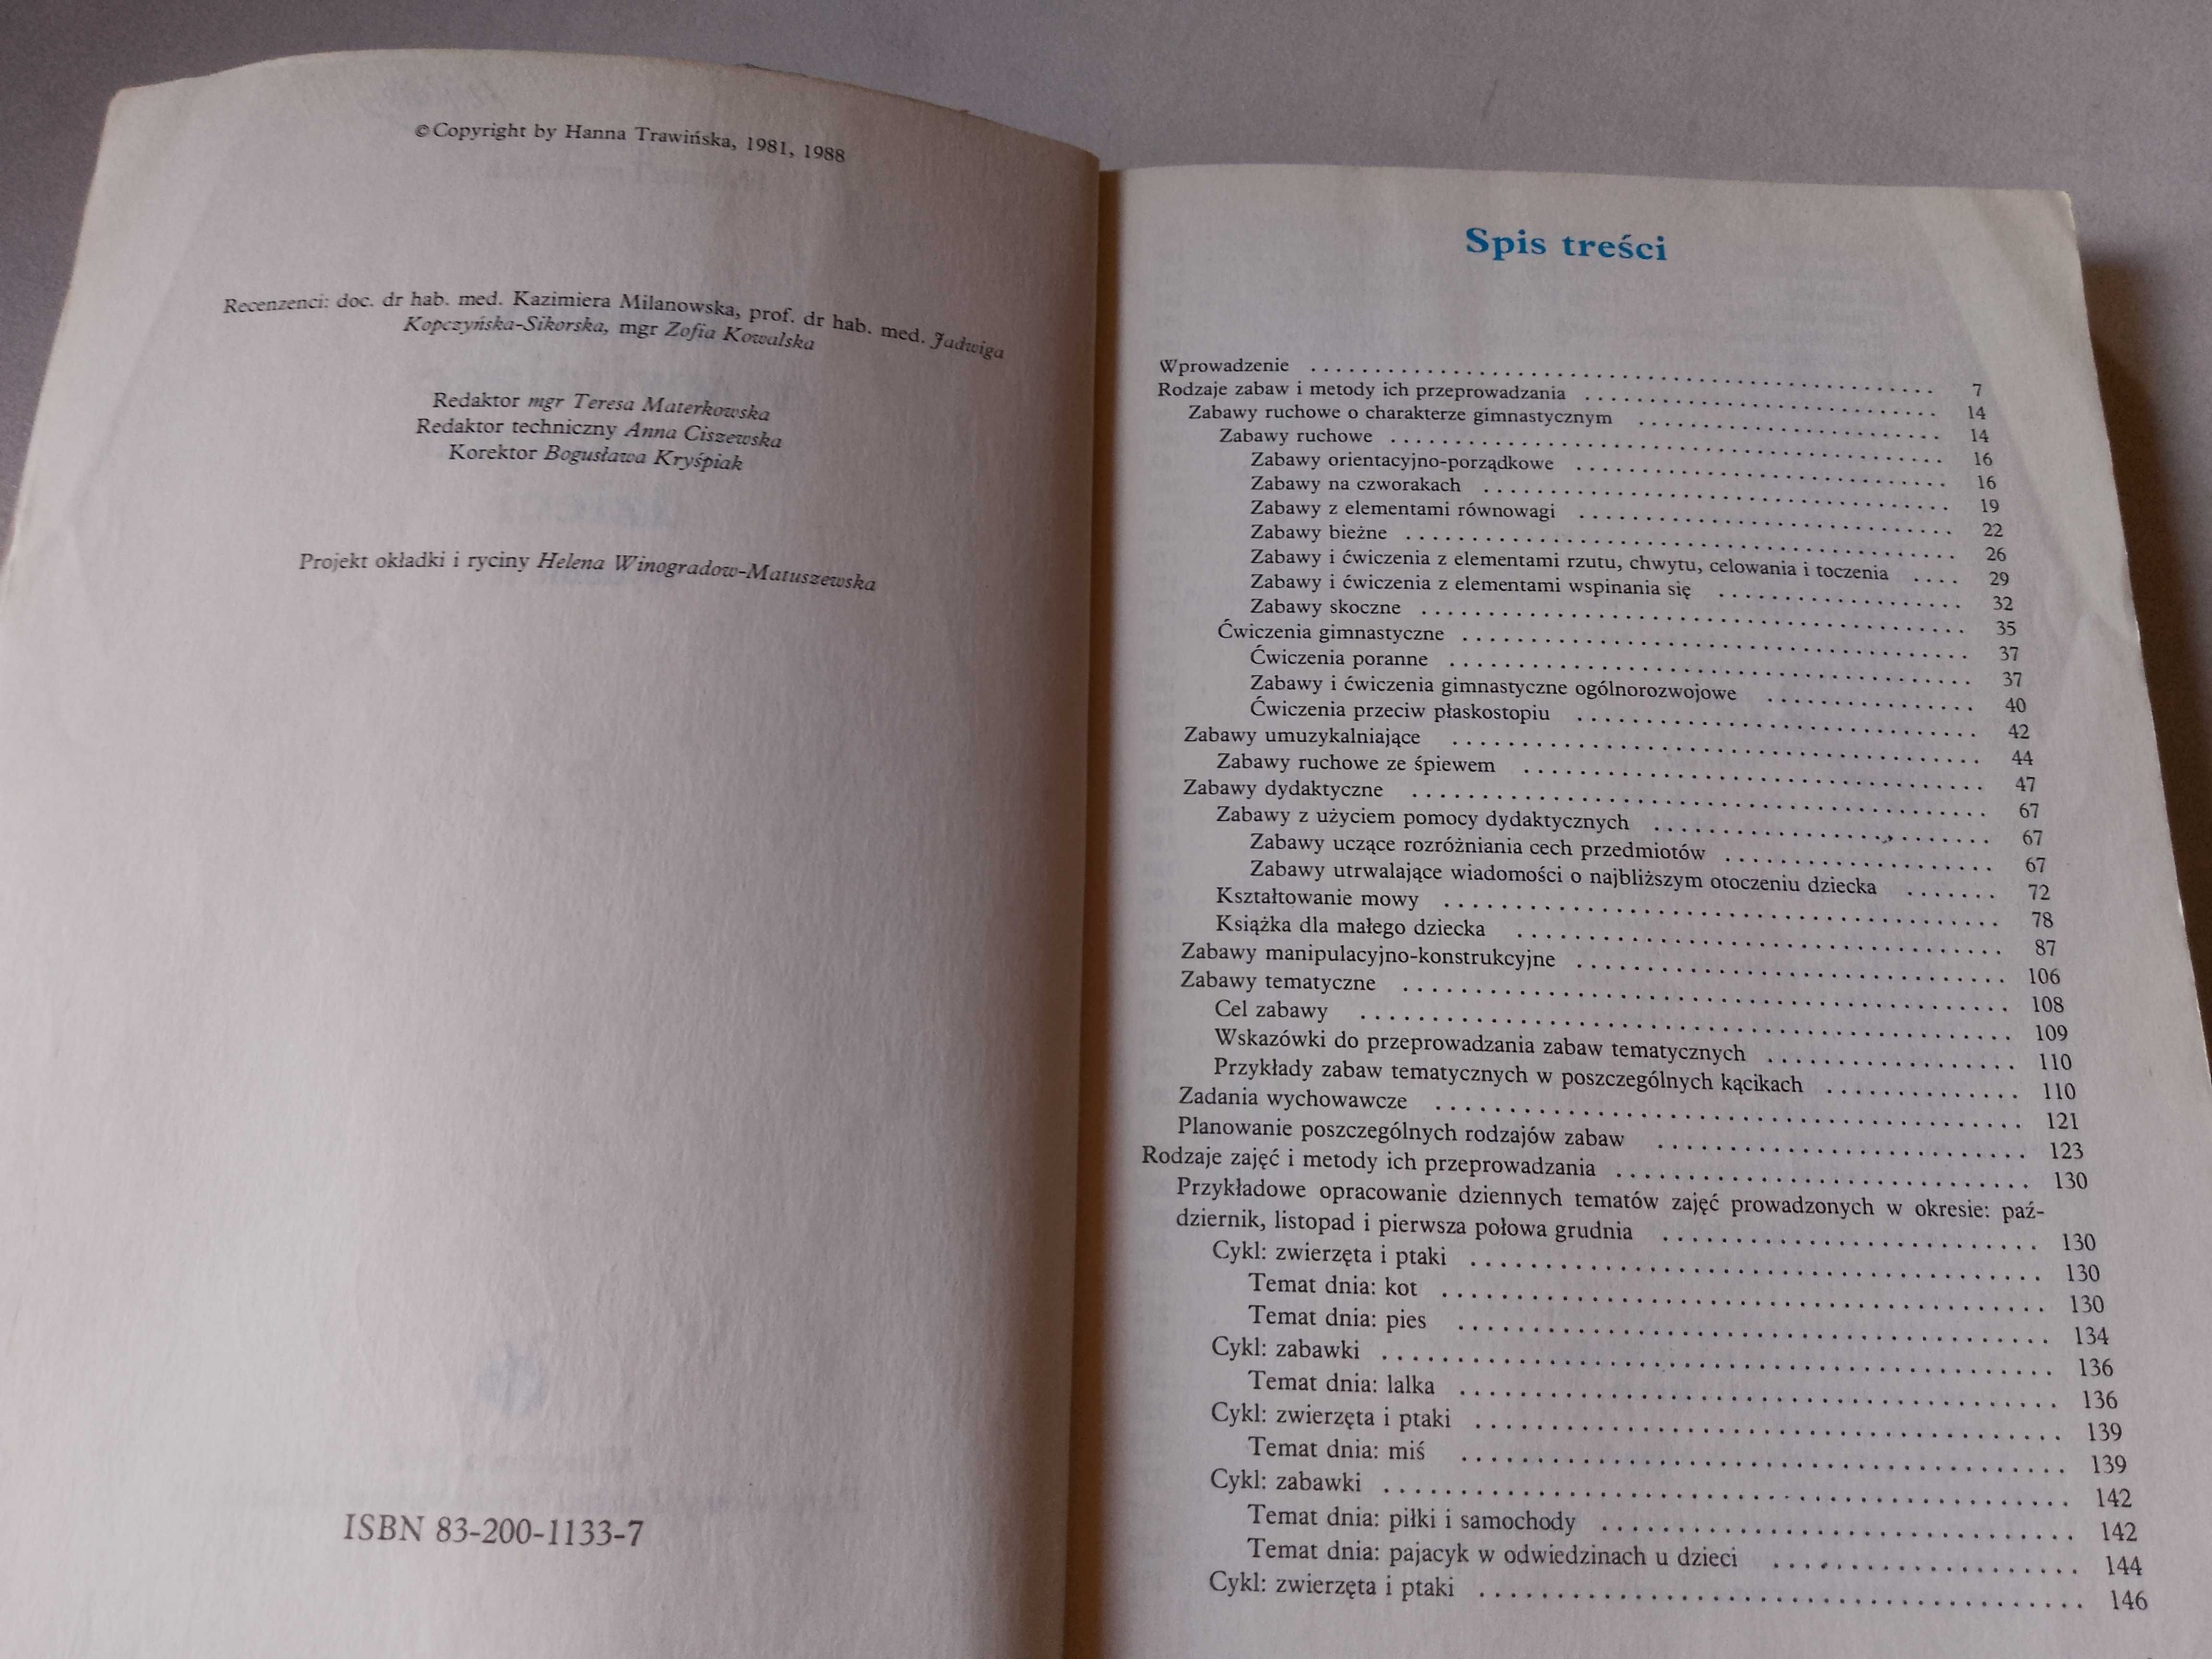 © Copyright by Hanna Trawińska, 1981, 1988
Recenzenci: doc. dr hab. med. Kazimiera Milanowska, prof. dr hab. med. Jadwiga
Kopczyńska-Sikorska, mgr Zofia Kowalska
Redaktor mgr Teresa Materkowska
Redaktor techniczny Anna Ciszewska
Korektor Bogusława Kryśpiak
Projekt okładki i ryciny Helena Winogradow-Matuszewska
ISBN 83-200-1133-7
Spis treści
Wprowadzenie . . . . . 7
Rodzaje zabaw i metody ich przeprowadzania . . . . . 14
Zabawy ruchowe o charakterze gimnastycznym . . . . . 14
Zabawy ruchowe . . . . . 16
Zabawy orientacyjno-porządkowe . . . . . 16
Zabawy na czworakach . . . . . 19
Zabawy z elementami równowagi . . . . . 22
Zabawy bieżne . . . . . 26
Zabawy i ćwiczenia z elementami rzutu, chwytu, celowania i toczenia . . . . 29
Zabawy i ćwiczenia z elementami wspinania się . . . . . 32
Zabawy skoczne . . . . . 35
Ćwiczenia gimnastyczne . . . . . 37
Ćwiczenia poranne . . . . . 37
Zabawy i ćwiczenia gimnastyczne ogólnorozwojowe . . . . . 40
Ćwiczenia przeciw płaskostopiu . . . . . 42
Zabawy umuzykalniające . . . . . 44
Zabawy ruchowe ze śpiewem . . . . . 47
Zabawy dydaktyczne . . . . . 67
Zabawy z użyciem pomocy dydaktycznych . . . . . 67
Zabawy uczące rozróżniania cech przedmiotów . . . . . 67
Zabawy utrwalające wiadomości o najbliższym otoczeniu dziecka . . . . . 72
Kształtowanie mowy . . . . . 78
Książka dla małego dziecka . . . . . 87
Zabawy manipulacyjno-konstrukcyjne . . . . . 106
Zabawy tematyczne . . . . . 108
Cel zabawy . . . . . 109
Wskazówki do przeprowadzania zabaw tematycznych . . . . . 110
Przykłady zabaw tematycznych w poszczególnych kącikach . . . . . 110
Zadania wychowawcze . . . . . 121
Planowanie poszczególnych rodzajów zabaw . . . . . 123
Rodzaje zajęć i metody ich przeprowadzania . . . . . 130
Przykładowe opracowanie dziennych tematów zajęć prowadzonych w okresie: paź-
dziernik, listopad i pierwsza połowa grudnia . . . . . 130
Cykl: zwierzęta i ptaki . . . . . 130
Temat dnia: kot . . . . . 130
Temat dnia: pies . . . . . 134
Cykl: zabawki . . . . . 136
Temat dnia: lalka . . . . . 136
Cykl: zwierzęta i ptaki . . . . . 139
Temat dnia: miś . . . . . 139
Cykl: zabawki . . . . . 142
Temat dnia: piłki i samochody . . . . . 142
Temat dnia: pajacyk w odwiedzinach u dzieci . . . . . 144
Cykl: zwierzęta i ptaki . . . . . 146